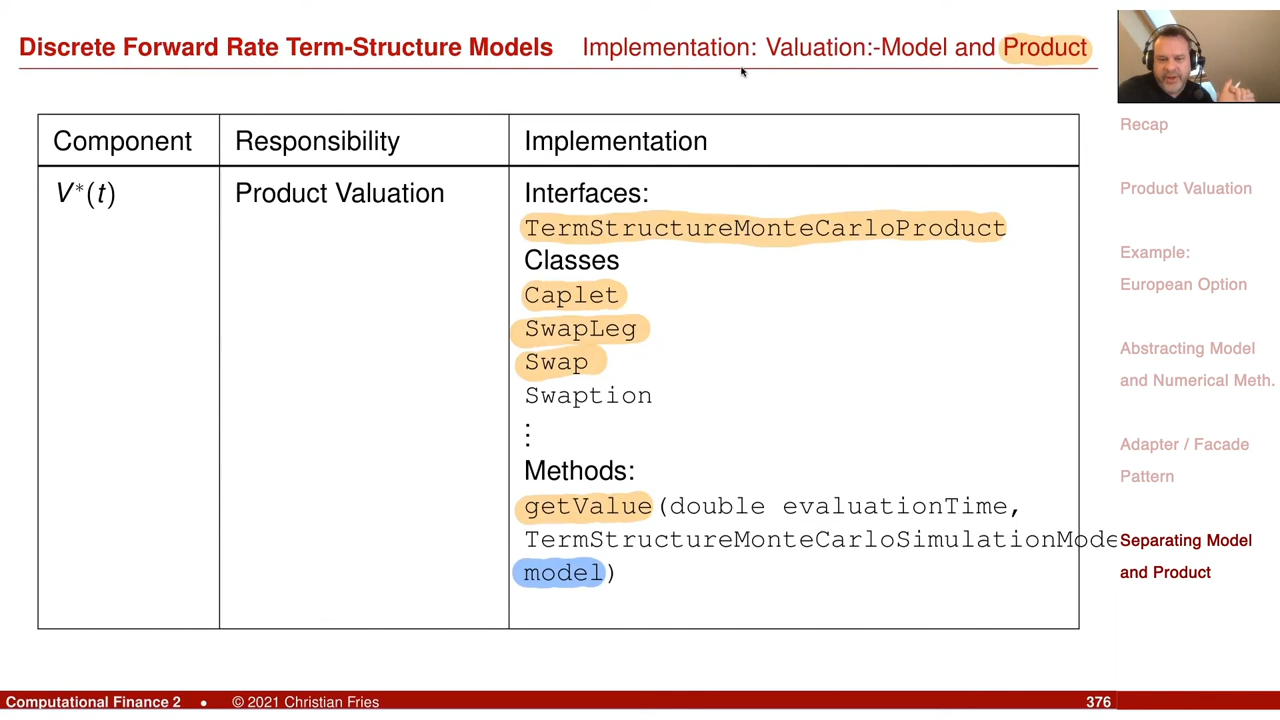 Discrete Forward Rate Term-Structure Models Implementation: Valuation:-Model and Product
Component Responsibility Implementation
V*(t) Product Valuation Interfaces:
TermStructureMonteCarloProduct
Classes
Caplet
SwapLeg
Swap
Swaption
⋮
Methods:
getValue(double evaluationTime,
TermStructureMonteCarloSimulationMode
model)
Recap
Product Valuation
Example:
European Option
Abstracting Model
and Numerical Meth.
Adapter / Facade
Pattern
Separating Model
and Product
Computational Finance 2 • © 2021 Christian Fries 376